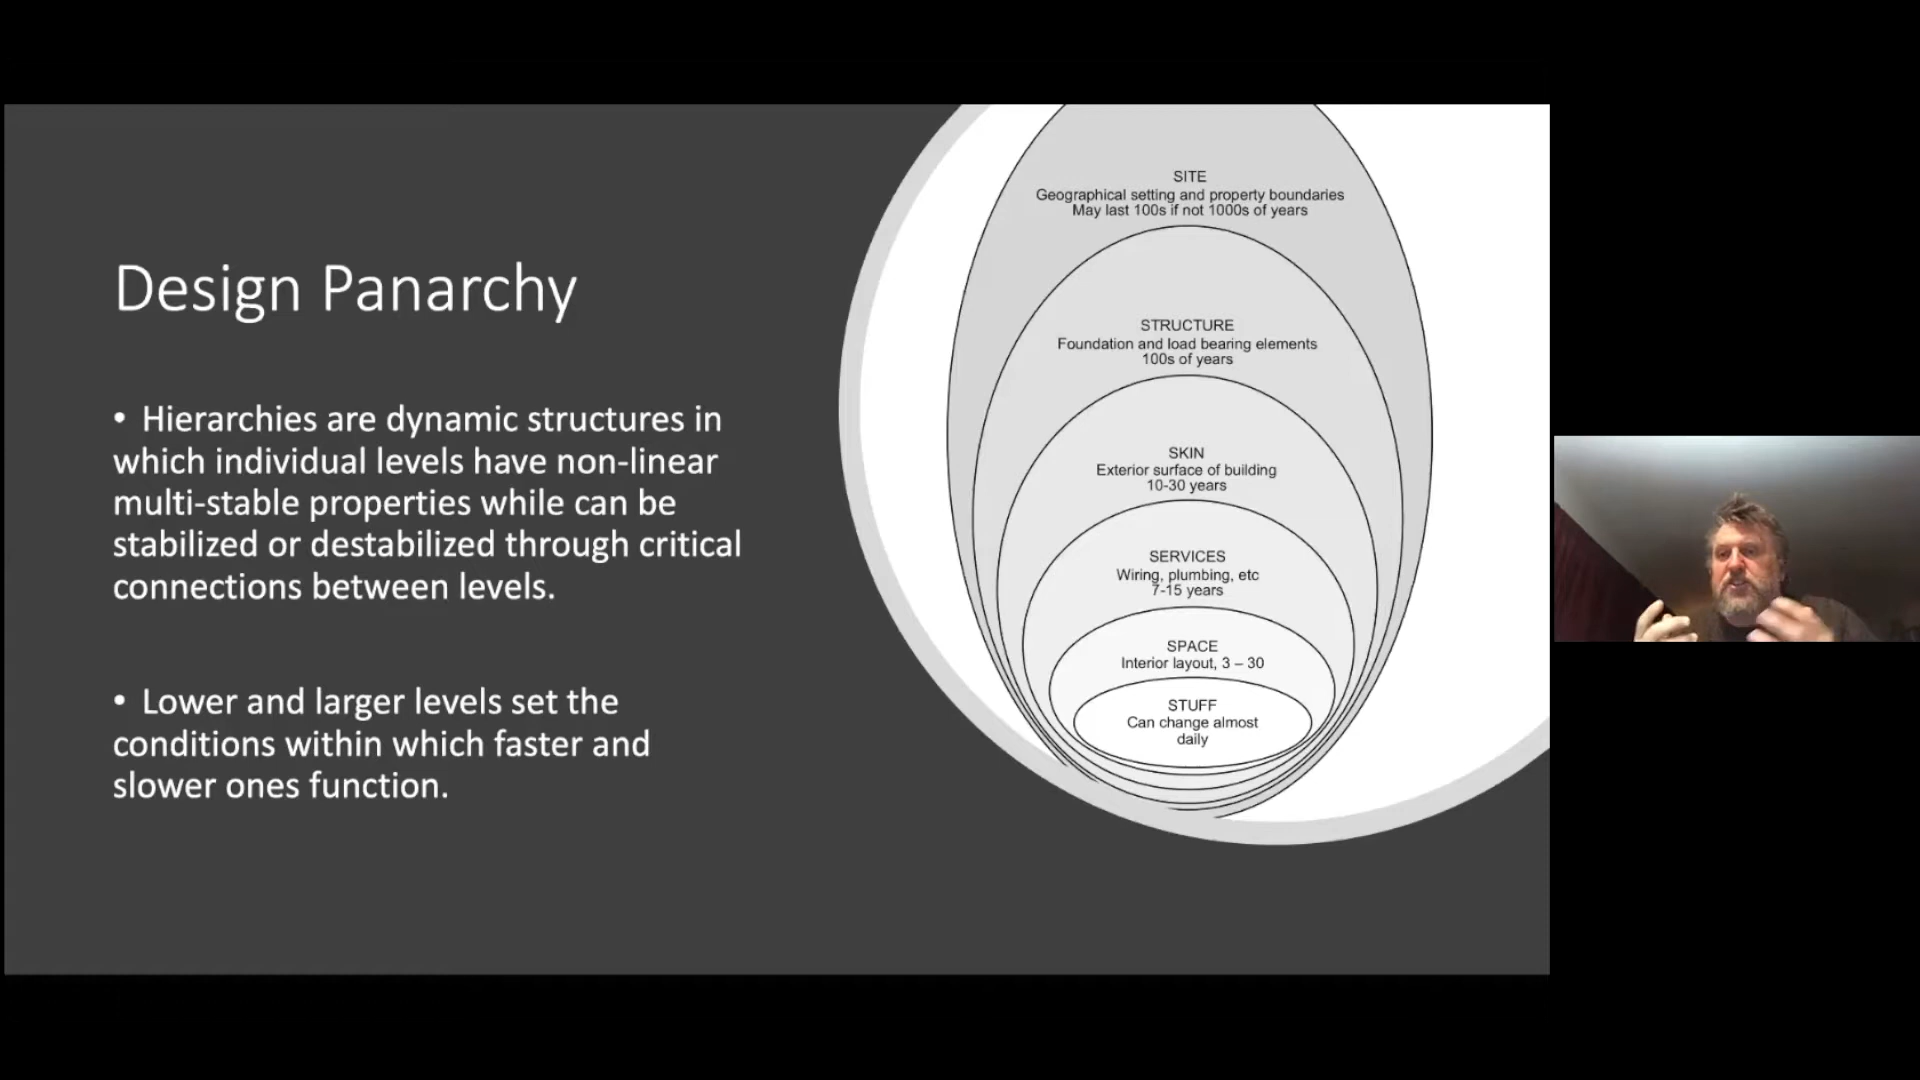 Design Panarchy
• Hierarchies are dynamic structures in
which individual levels have non-linear
multi-stable properties while can be
stabilized or destabilized through critical
connections between levels.
• Lower and larger levels set the
conditions within which faster and
slower ones function.
SITE
Geographical setting and property boundaries
May last 100s if not 1000s of years
STRUCTURE
Foundation and load bearing elements
100s of years
SKIN
Exterior surface of building
10-30 years
SERVICES
Wiring, plumbing, etc
7-15 years
SPACE
Interior layout, 3 – 30
STUFF
Can change almost
daily